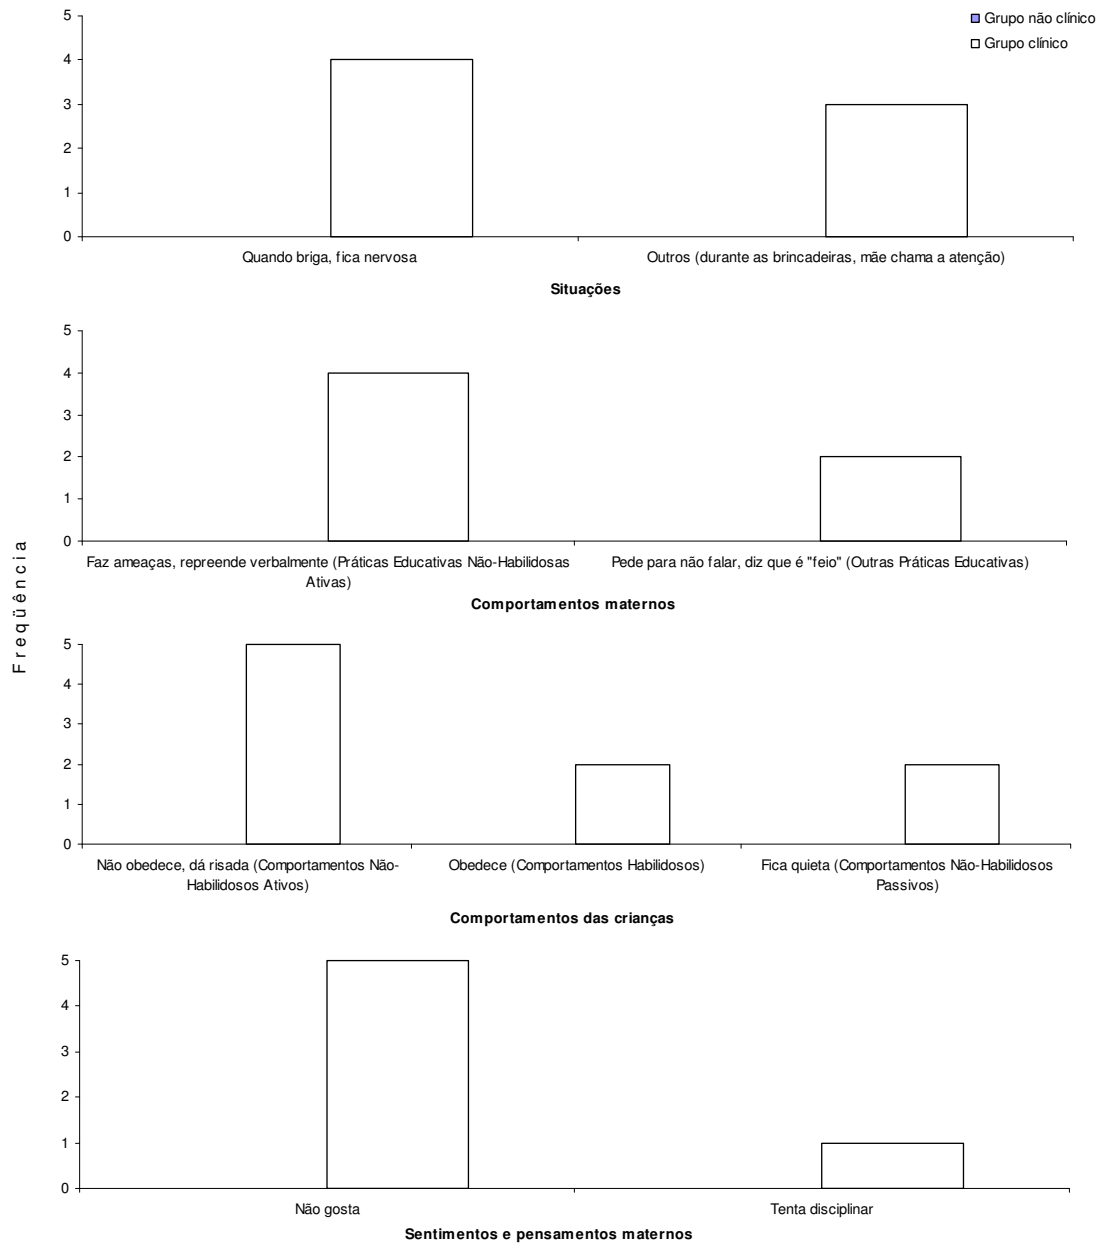 Grupo não clínico
Grupo clínico
5
4
3
2
1
0
Quando briga, fica nervosa
Outros (durante as brincadeiras, mãe chama a atenção)
Situações
5
4
3
2
1
0
Faz ameaças, repreende verbalmente (Práticas Educativas Não-Habilidosas
Ativas)
Pede para não falar, diz que é "feio" (Outras Práticas Educativas)
Comportamentos maternos
Freqüência
5
4
3
2
1
0
Não obedece, dá risada (Comportamentos Não-
Habilidosos Ativos)
Obedece (Comportamentos Habilidosos)
Fica quieta (Comportamentos Não-Habilidosos
Passivos)
Comportamentos das crianças
5
4
3
2
1
0
Não gosta
Tenta disciplinar
Sentimentos e pensamentos maternos